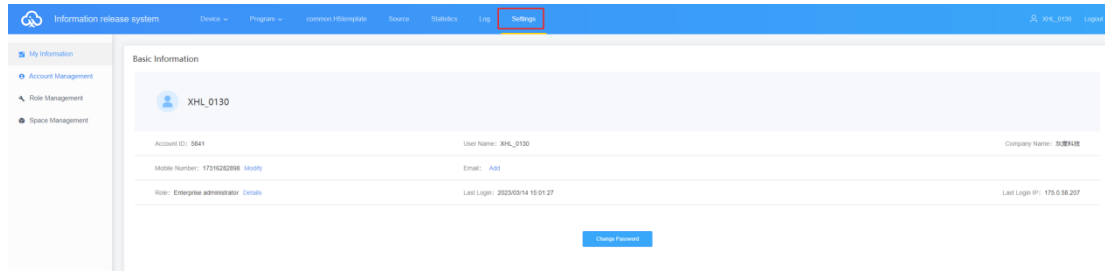 Information release system Device Program common H5template Source Statistics Log Settings XHL_0130 Logout
My Information
Account Management
Role Management
Space Management
Basic Information
XHL_0130
Account ID: 5841 User Name: XHL_0130 Company Name: 灰度科技
Mobile Number: 17316282898 Modify Email: Add
Role: Enterprise administrator Details Last Login: 2023/03/14 15:01:27 Last Login IP: 175.0.58.207
Change Password